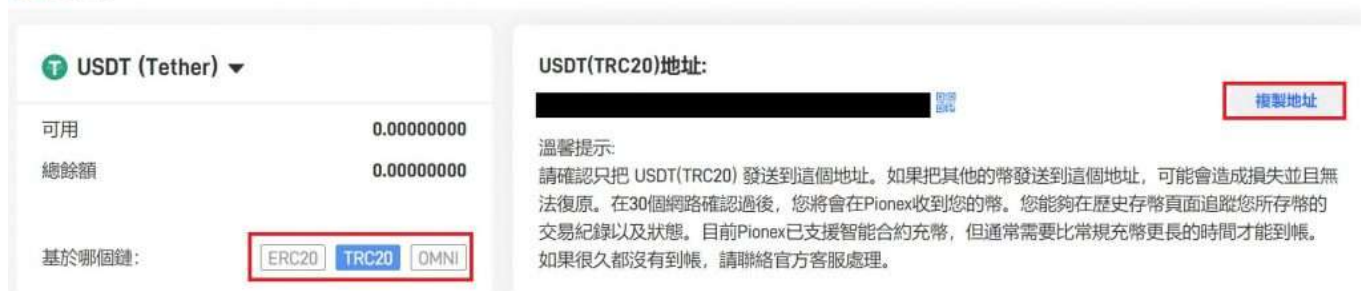 USDT (Tether)
可用 0.00000000
總餘額 0.00000000
基於哪個鏈: ERC20 TRC20 OMNI
USDT(TRC20)地址:
複製地址
溫馨提示:
請確認只把 USDT(TRC20) 發送到這個地址。如果把其他的幣發送到這個地址，可能會造成損失並且無
法復原。在30個網路確認過後，您將會在Pionex收到您的幣。您能夠在歷史存幣頁面追蹤您所存幣的
交易紀錄以及狀態。目前Pionex已支援智能合約充幣，但通常需要比常規充幣更長的時間才能到帳。
如果很久都沒有到帳，請聯絡官方客服處理。